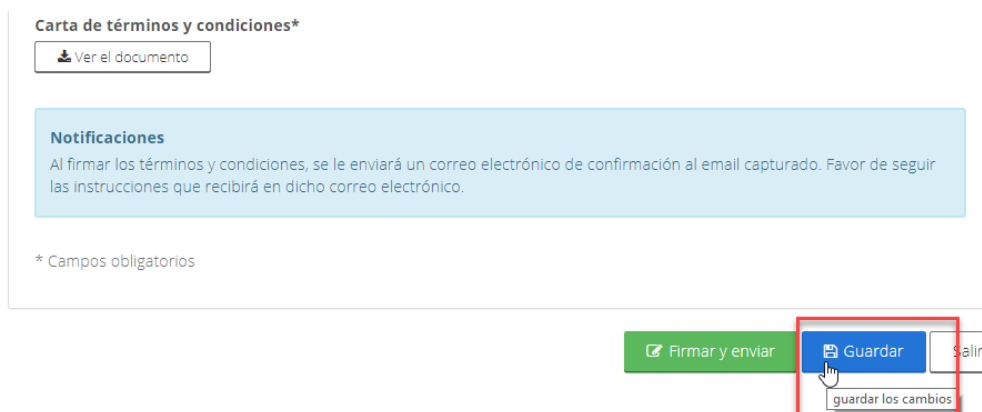 Carta de términos y condiciones*
Ver el documento
Notificaciones
Al firmar los términos y condiciones, se le enviará un correo electrónico de confirmación al email capturado. Favor de seguir
las instrucciones que recibirá en dicho correo electrónico.
* Campos obligatorios
Firmar y enviar
Guardar
Salir
guardar los cambios